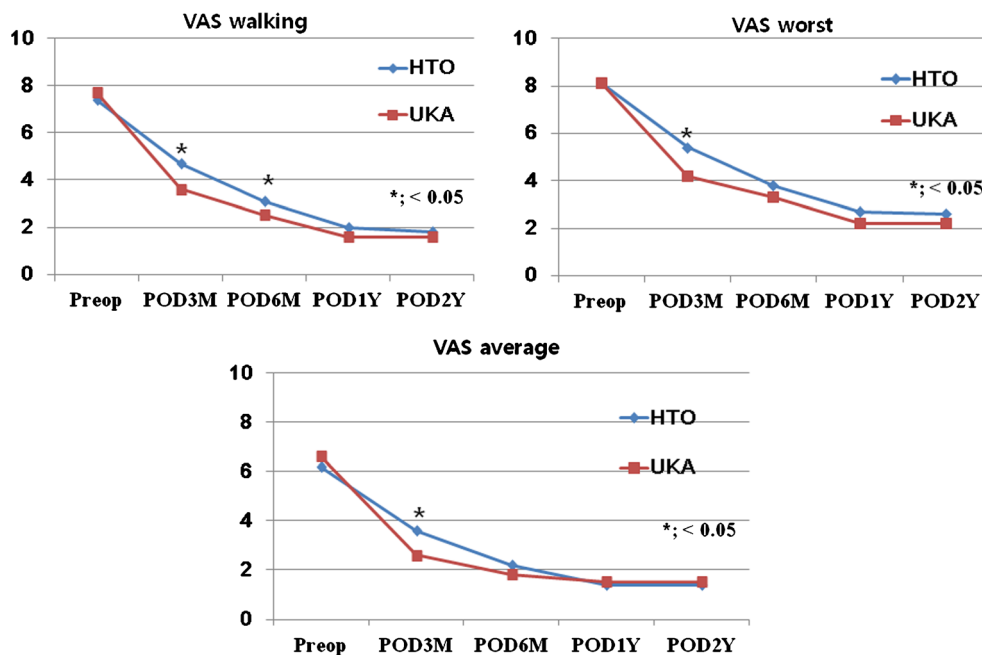 VAS walking
10
8
6
4
2
0
HTO
UKA
*
*
*; < 0.05
Preop POD3M POD6M POD1Y POD2Y
VAS worst
10
8
6
4
2
0
HTO
UKA
*
*; < 0.05
Preop POD3M POD6M POD1Y POD2Y
VAS average
10
8
6
4
2
0
HTO
UKA
*
*; < 0.05
Preop POD3M POD6M POD1Y POD2Y